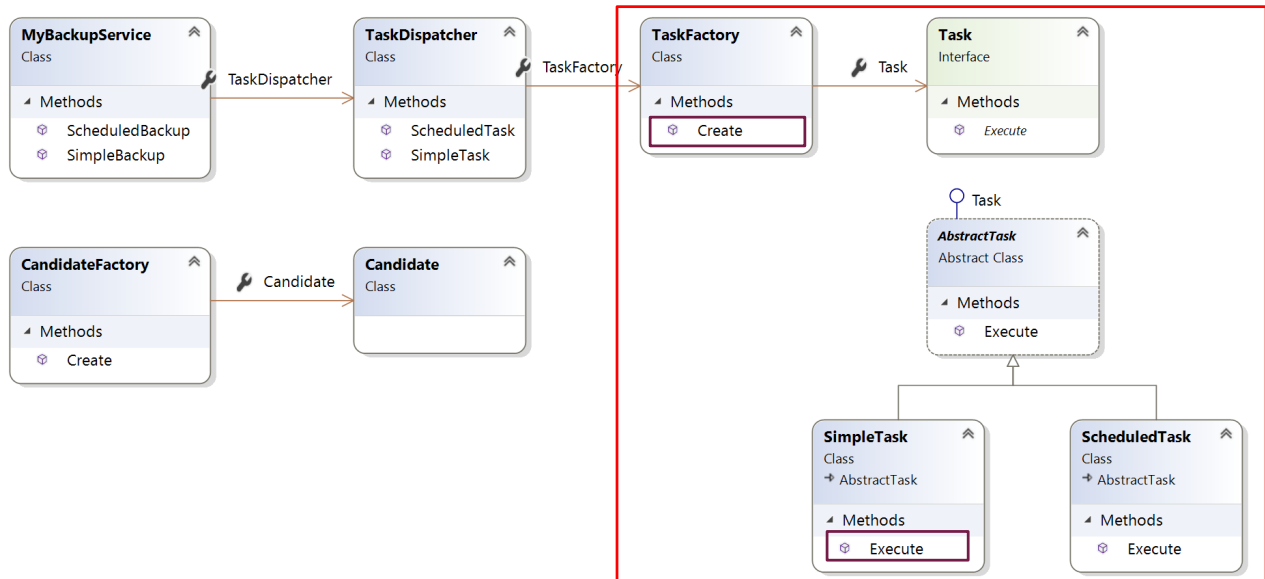 MyBackupService
Class
Methods
ScheduledBackup
SimpleBackup
TaskDispatcher
TaskDispatcher
Class
Methods
ScheduledTask
SimpleTask
TaskFactory
TaskFactory
Class
Methods
Create
Task
Task
Interface
Methods
Execute
CandidateFactory
Class
Methods
Create
Candidate
Candidate
Class
Task
AbstractTask
Abstract Class
Methods
Execute
SimpleTask
Class
AbstractTask
Methods
Execute
ScheduledTask
Class
AbstractTask
Methods
Execute